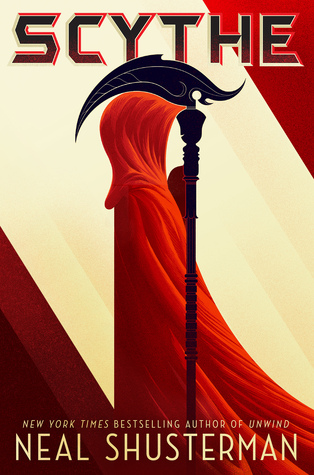 SCYTHE
NEW YORK TIMES BESTSELLING AUTHOR OF UNWIND
NEAL SHUSTERMAN